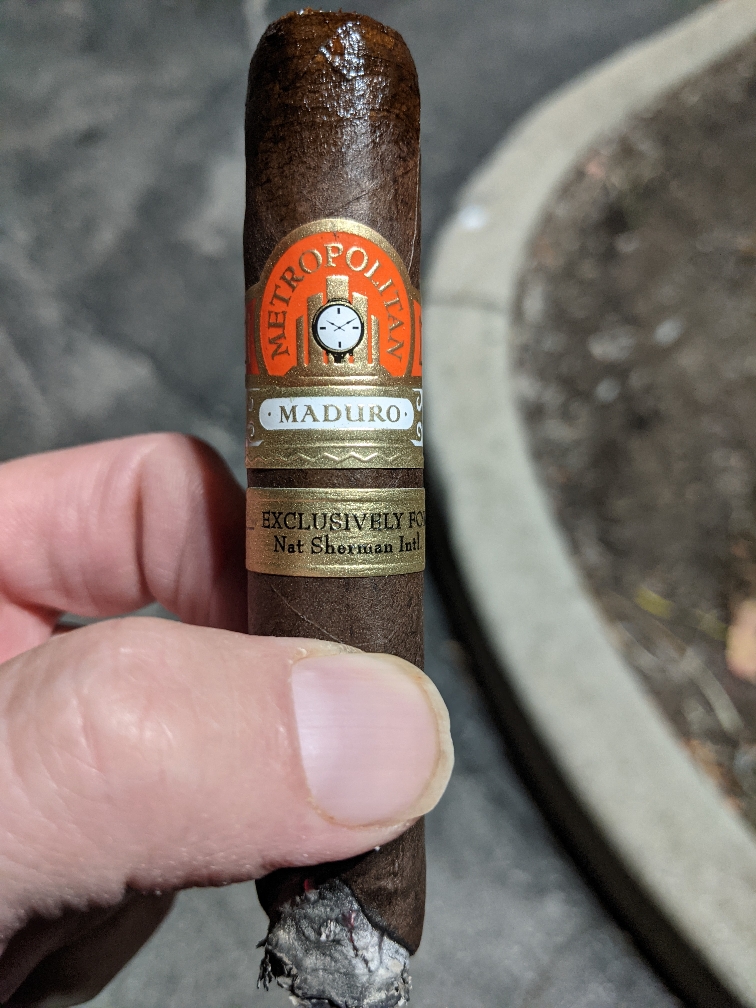 METROPOLITAN
· MADURO ·
EXCLUSIVELY
Nat Sherman Intl.